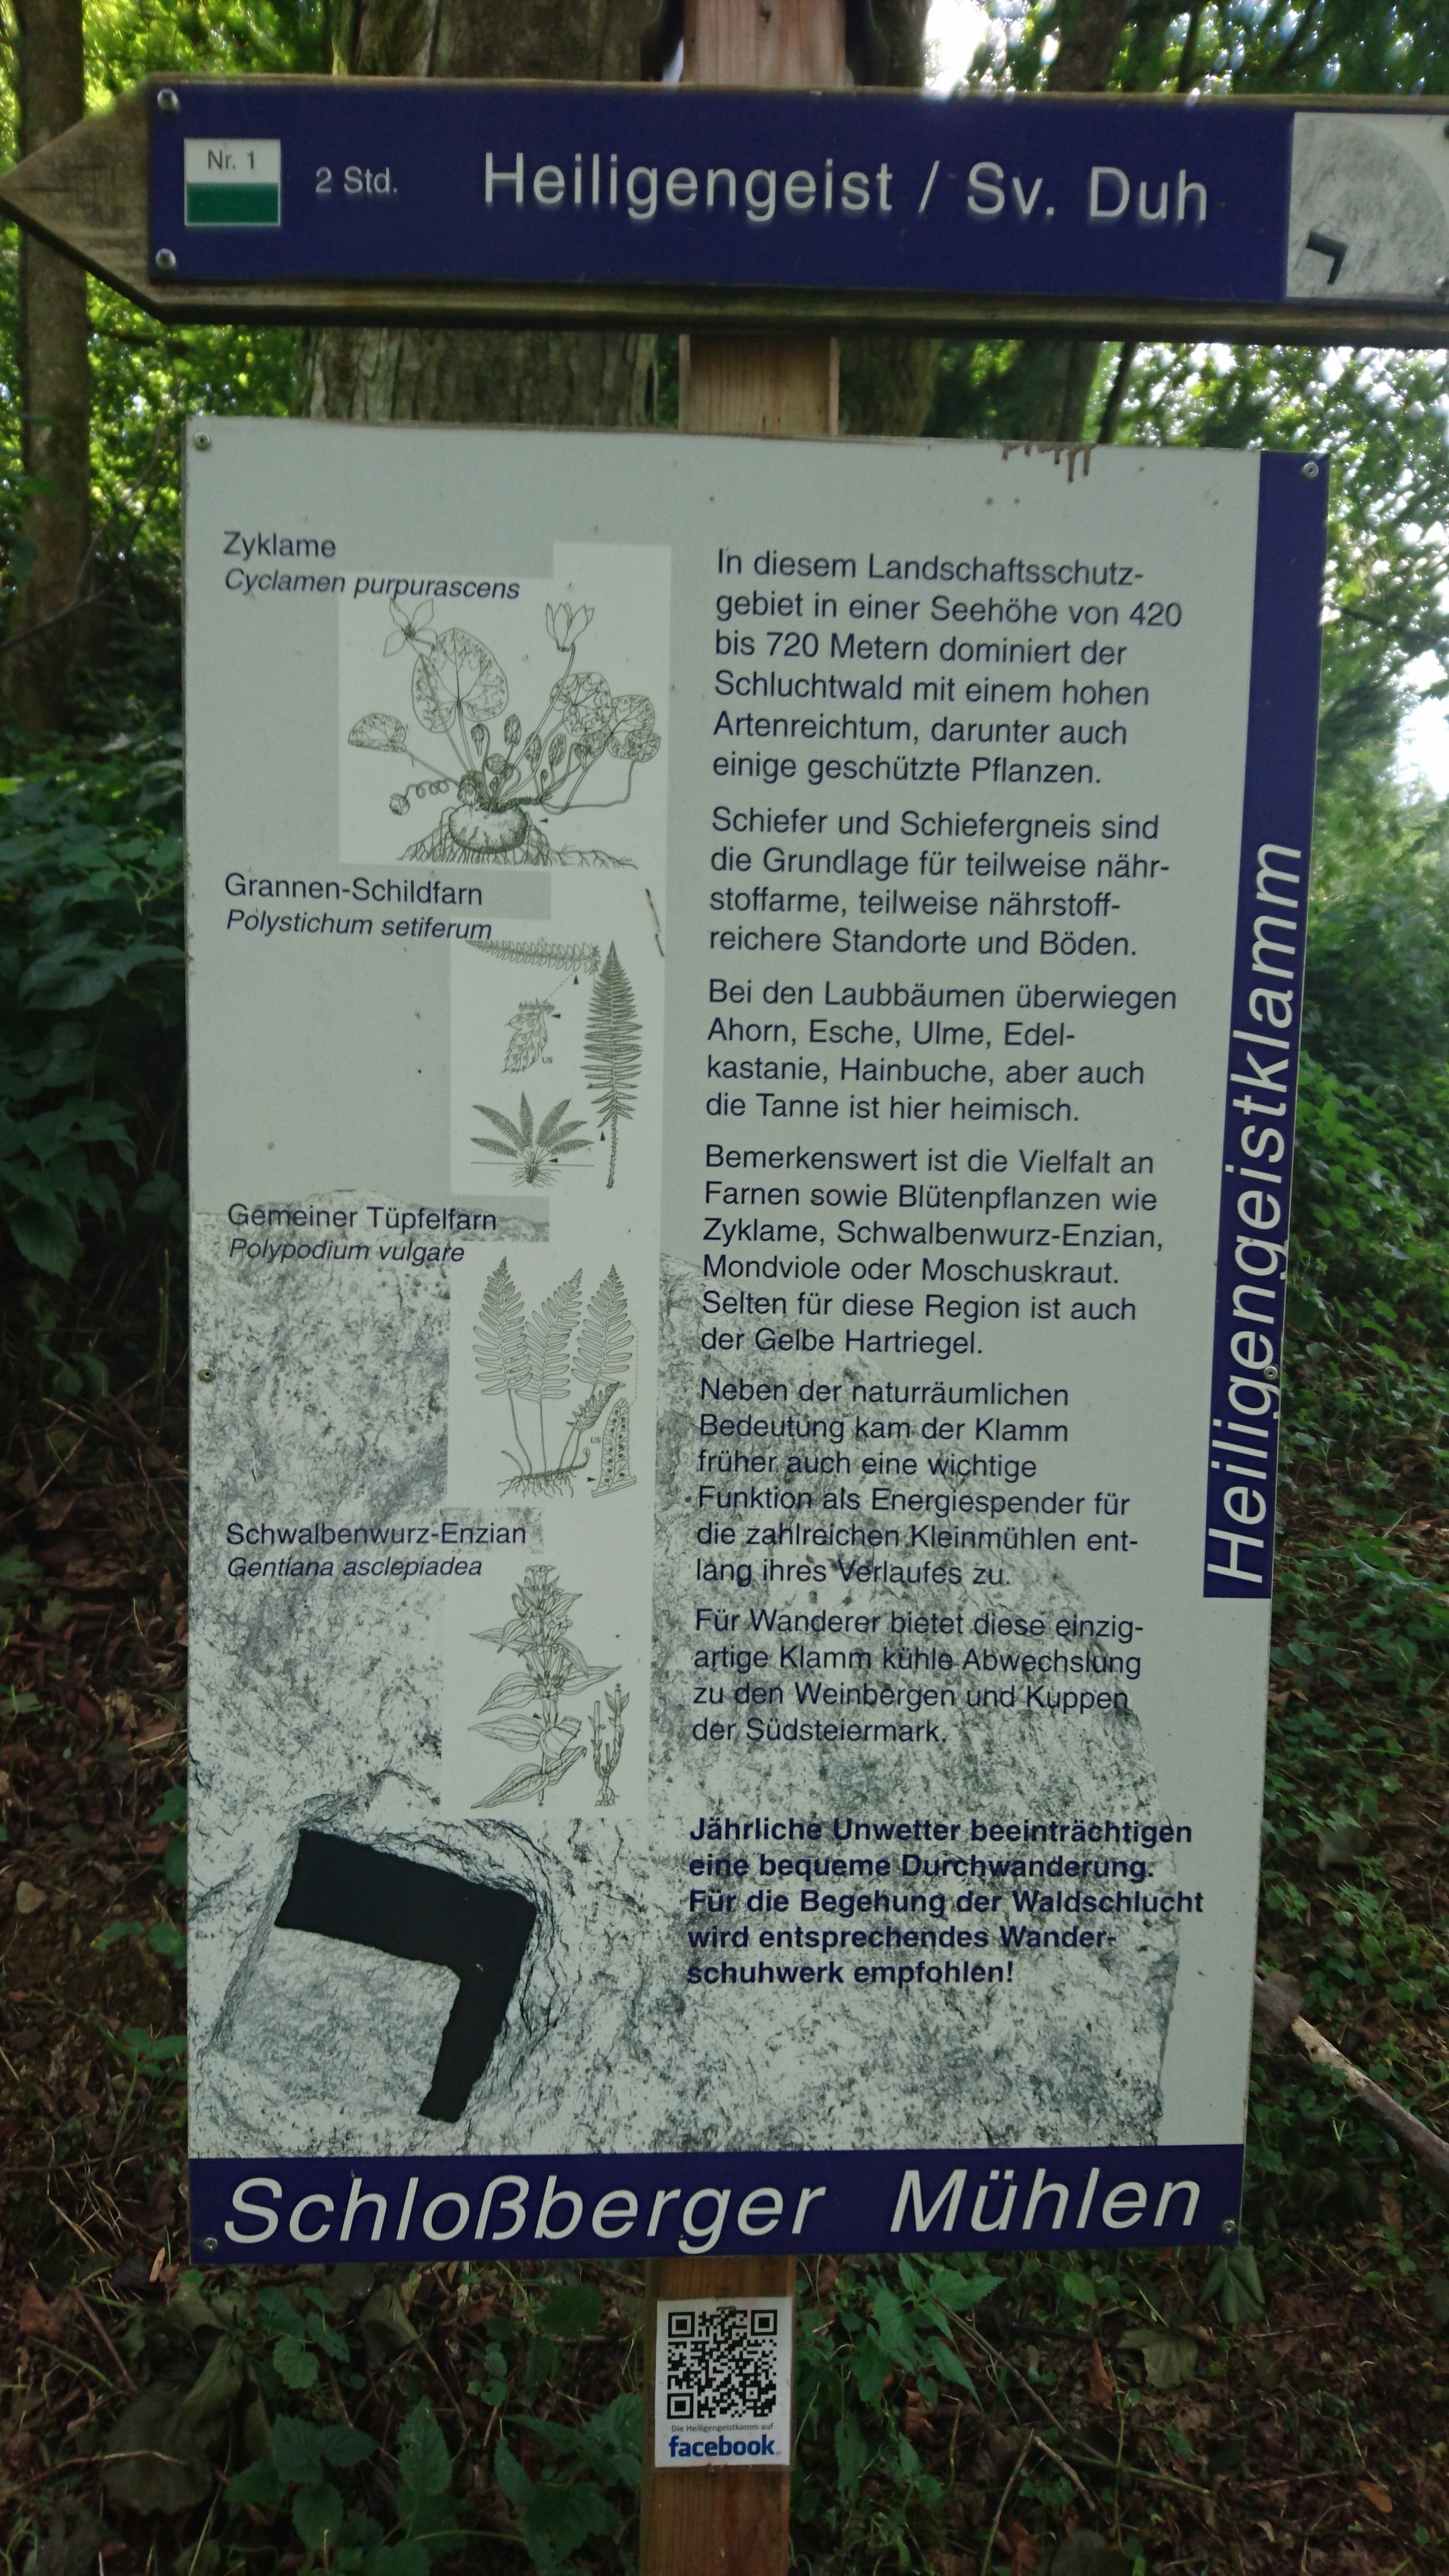 Nr. 1
2 Std.
Heiligengeist / Sv. Duh
Zyklame
Cyclamen purpurascens
Grannen-Schildfarn
Polystichum setiferum
US
Gemeiner Tüpfelfarn
Polypodium vulgare
US
Schwalbenwurz-Enzian
Gentiana asclepiadea
In diesem Landschaftsschutz-
gebiet in einer Seehöhe von 420
bis 720 Metern dominiert der
Schluchtwald mit einem hohen
Artenreichtum, darunter auch
einige geschützte Pflanzen.
Schiefer und Schiefergneis sind
die Grundlage für teilweise nähr-
stoffarme, teilweise nährstoff-
reichere Standorte und Böden.
Bei den Laubbäumen überwiegen
Ahorn, Esche, Ulme, Edel-
kastanie, Hainbuche, aber auch
die Tanne ist hier heimisch.
Bemerkenswert ist die Vielfalt an
Farnen sowie Blütenpflanzen wie
Zyklame, Schwalbenwurz-Enzian,
Mondviole oder Moschuskraut.
Selten für diese Region ist auch
der Gelbe Hartriegel.
Neben der naturräumlichen
Bedeutung kam der Klamm
früher auch eine wichtige
Funktion als Energiespender für
die zahlreichen Kleinmühlen ent-
lang ihres Verlaufes zu.
Für Wanderer bietet diese einzig-
artige Klamm kühle Abwechslung
zu den Weinbergen und Kuppen
der Südsteiermark.
Jährliche Unwetter beeinträchtigen
eine bequeme Durchwanderung.
Für die Begehung der Waldschlucht
wird entsprechendes Wander-
schuhwerk empfohlen!
Heiligengeistklamm
Schloßberger Mühlen
Die Heiligengeistkamm auf
facebook